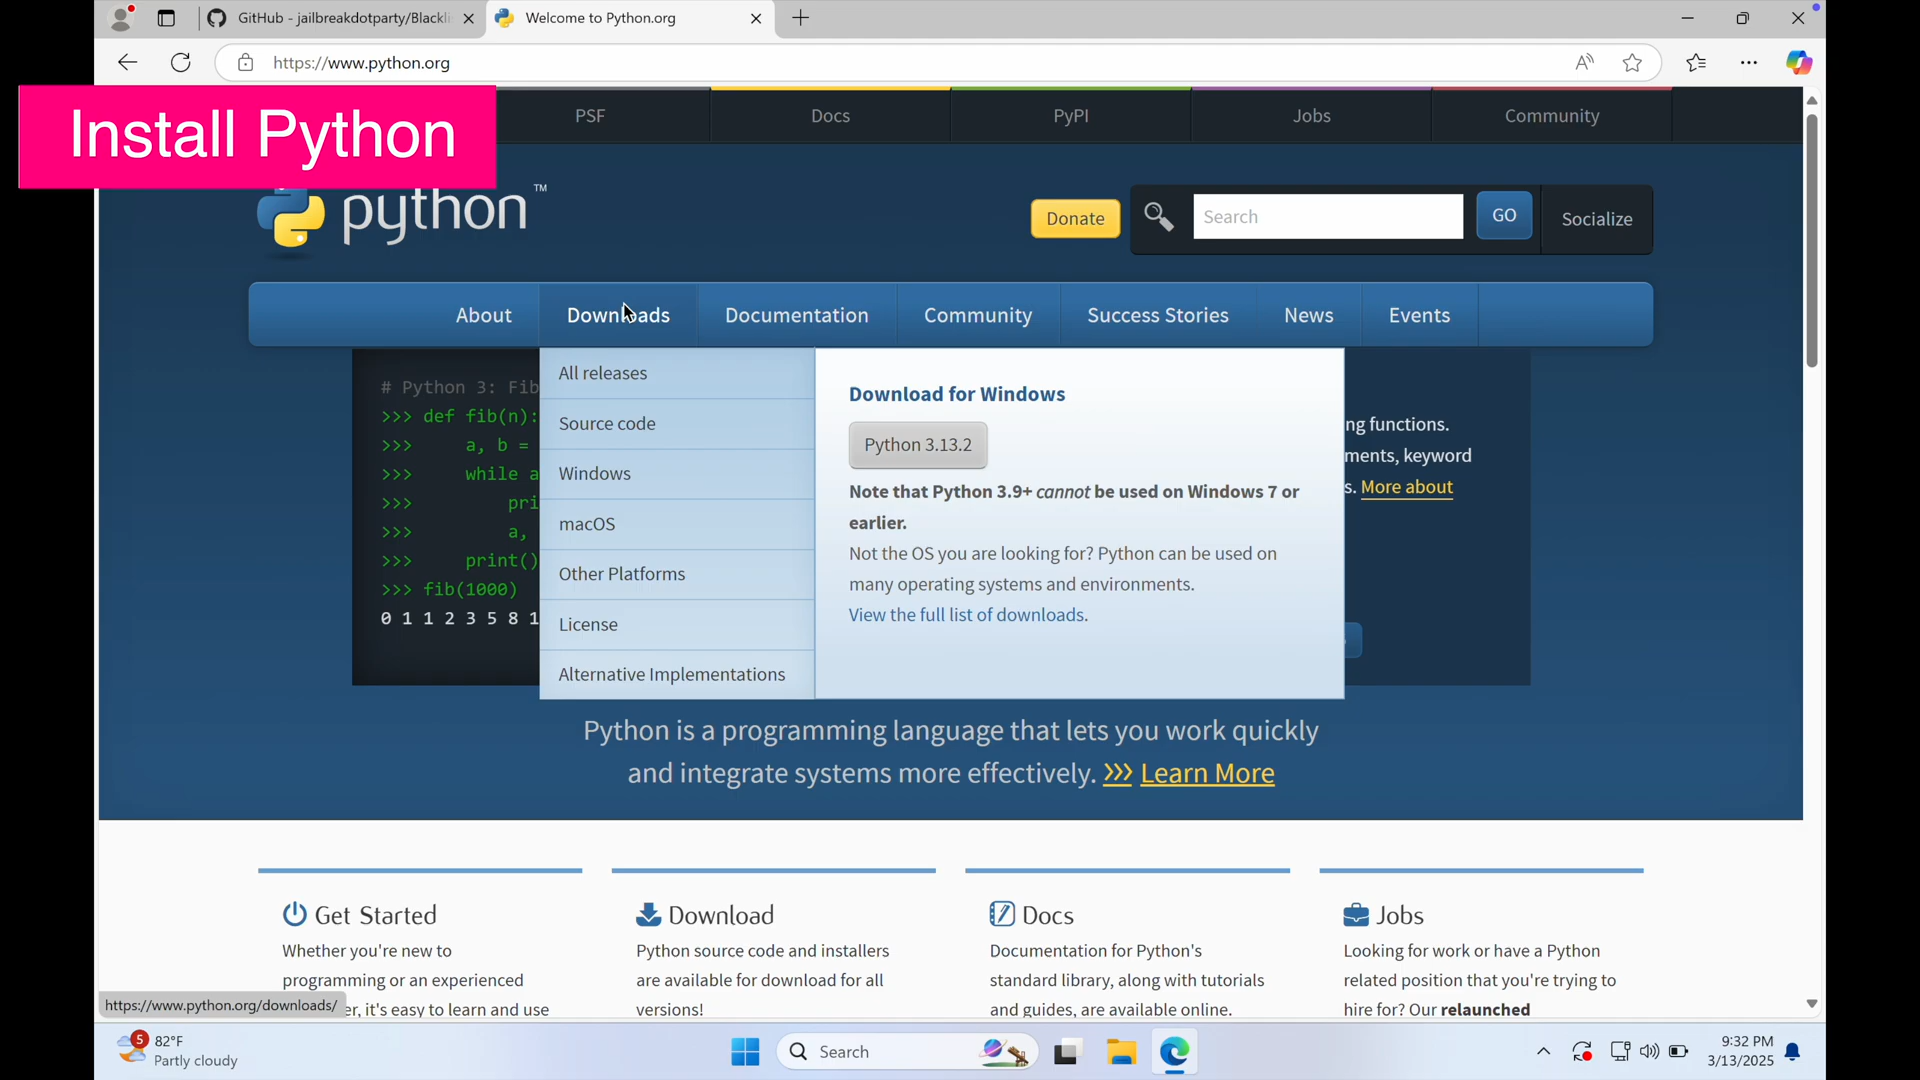 GitHub - jailbreakdotparty/Blackli
Welcome to Python.org
https://www.python.org
Install Python
PSF
Docs
PyPI
Jobs
Community
python™
Donate
Search
GO
Socialize
About
Downloads
Documentation
Community
Success Stories
News
Events
# Python 3: Fib
>>> def fib(n):
>>> a, b =
>>> while a
>>> pri
>>> a,
>>> print()
>>> fib(1000)
0 1 1 2 3 5 8 1
All releases
Source code
Windows
macOS
Other Platforms
License
Alternative Implementations
Download for Windows
Python 3.13.2
Note that Python 3.9+ cannot be used on Windows 7 or
earlier.
Not the OS you are looking for? Python can be used on
many operating systems and environments.
View the full list of downloads.
ng functions.
ments, keyword
s. More about
Python is a programming language that lets you work quickly
and integrate systems more effectively. >>> Learn More
Get Started
Whether you're new to
programming or an experienced
er, it's easy to learn and use
Download
Python source code and installers
are available for download for all
versions!
Docs
Documentation for Python's
standard library, along with tutorials
and guides, are available online.
Jobs
Looking for work or have a Python
related position that you're trying to
hire for? Our relaunched
https://www.python.org/downloads/
5
82°F
Partly cloudy
Search
9:32 PM
3/13/2025